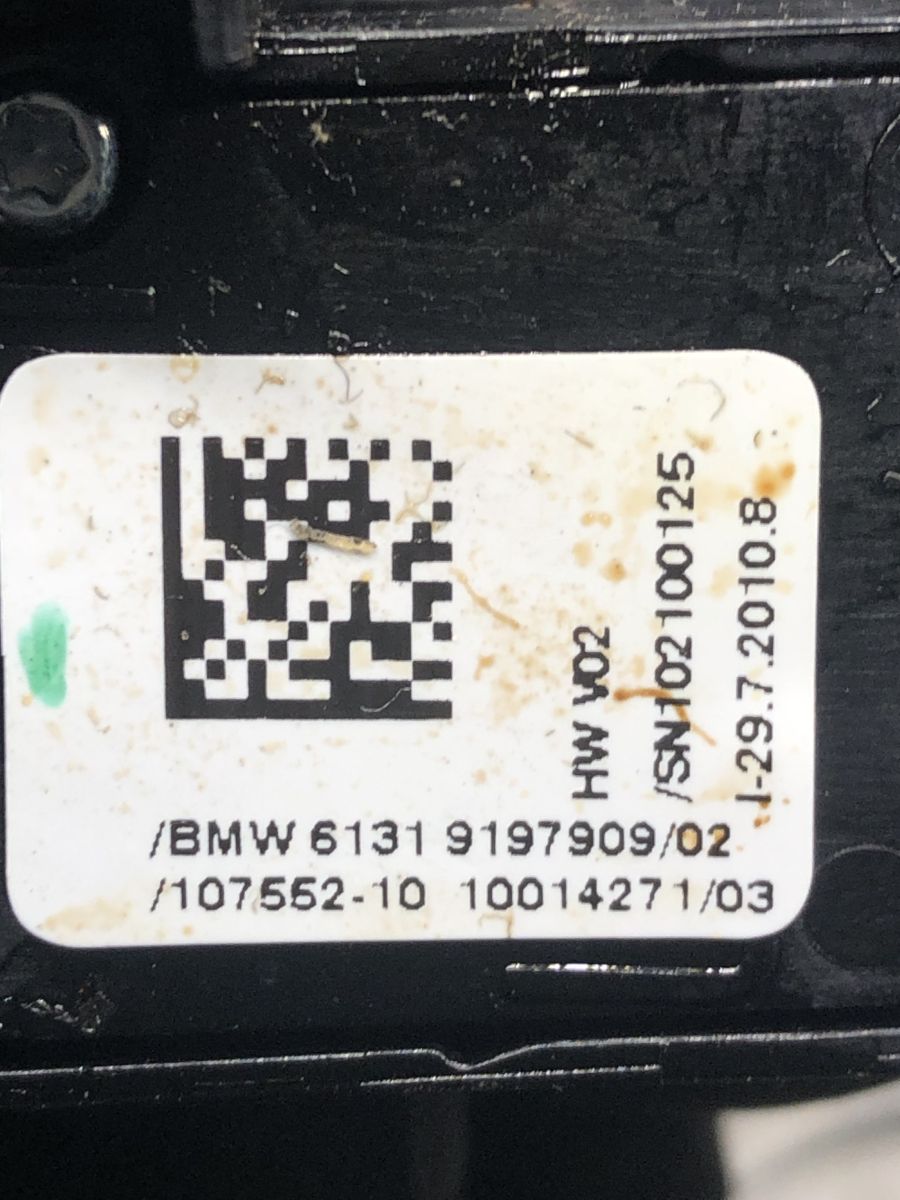 HW V02
/SN102100125
I-29.7.2010.8
/BMW 6131 9197909/02
/107552-10 10014271/03